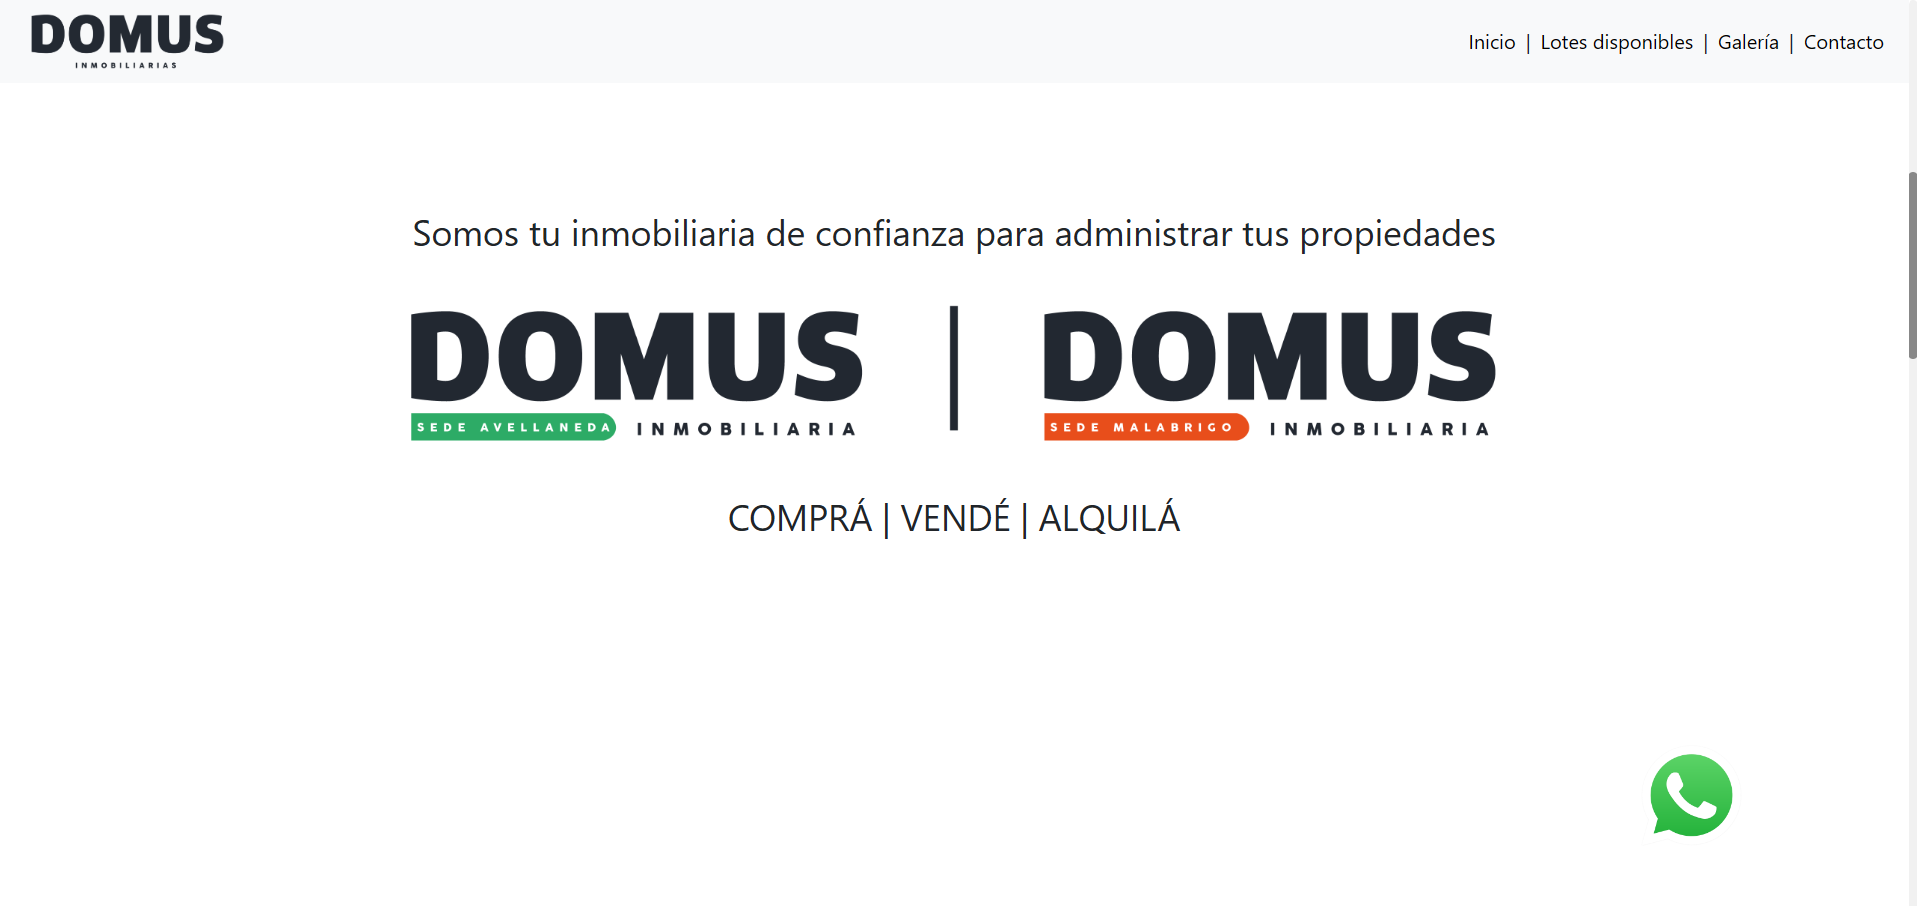 DOMUS
INMOBILIARIAS
Inicio | Lotes disponibles | Galería | Contacto
Somos tu inmobiliaria de confianza para administrar tus propiedades
DOMUS
SEDE AVELLANEDA INMOBILIARIA
DOMUS
SEDE MALABRIGO INMOBILIARIA
COMPRÁ | VENDÉ | ALQUILÁ